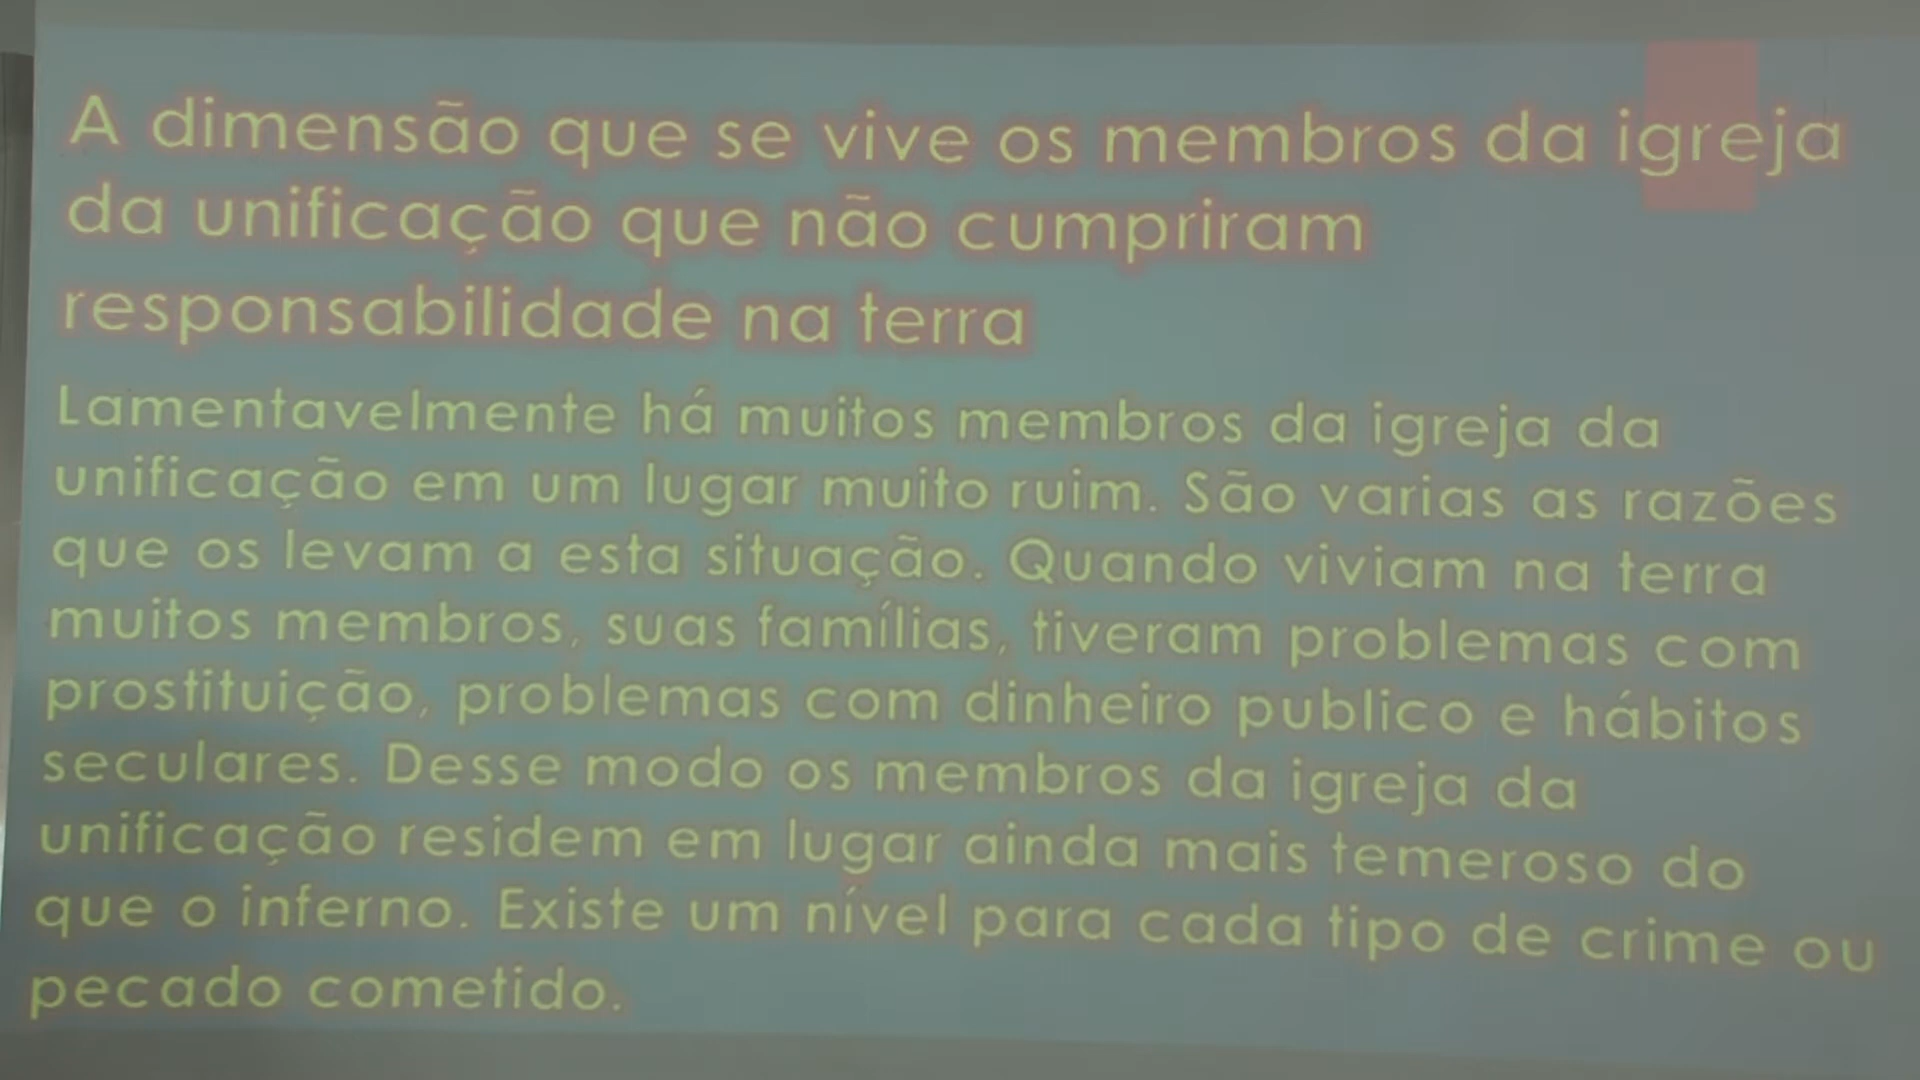 A dimensão que se vive os membros da igreja
da unificação que não cumpriram
responsabilidade na terra
Lamentavelmente há muitos membros da igreja da
unificação em um lugar muito ruim. São varias as razões
que os levam a esta situação. Quando viviam na terra
muitos membros, suas famílias, tiveram problemas com
prostituição, problemas com dinheiro publico e hábitos
seculares. Desse modo os membros da igreja da
unificação residem em lugar ainda mais temeroso do
que o inferno. Existe um nível para cada tipo de crime ou
pecado cometido.